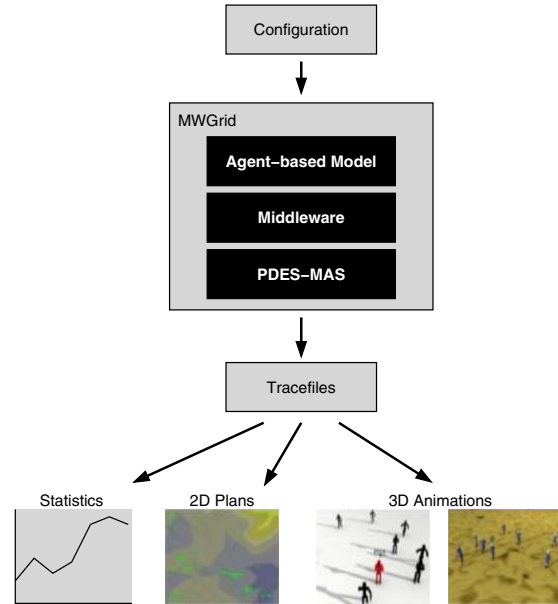 Configuration
MWGrid
Agent-based Model
Middleware
PDES-MAS
Tracefiles
Statistics
2D Plans
3D Animations